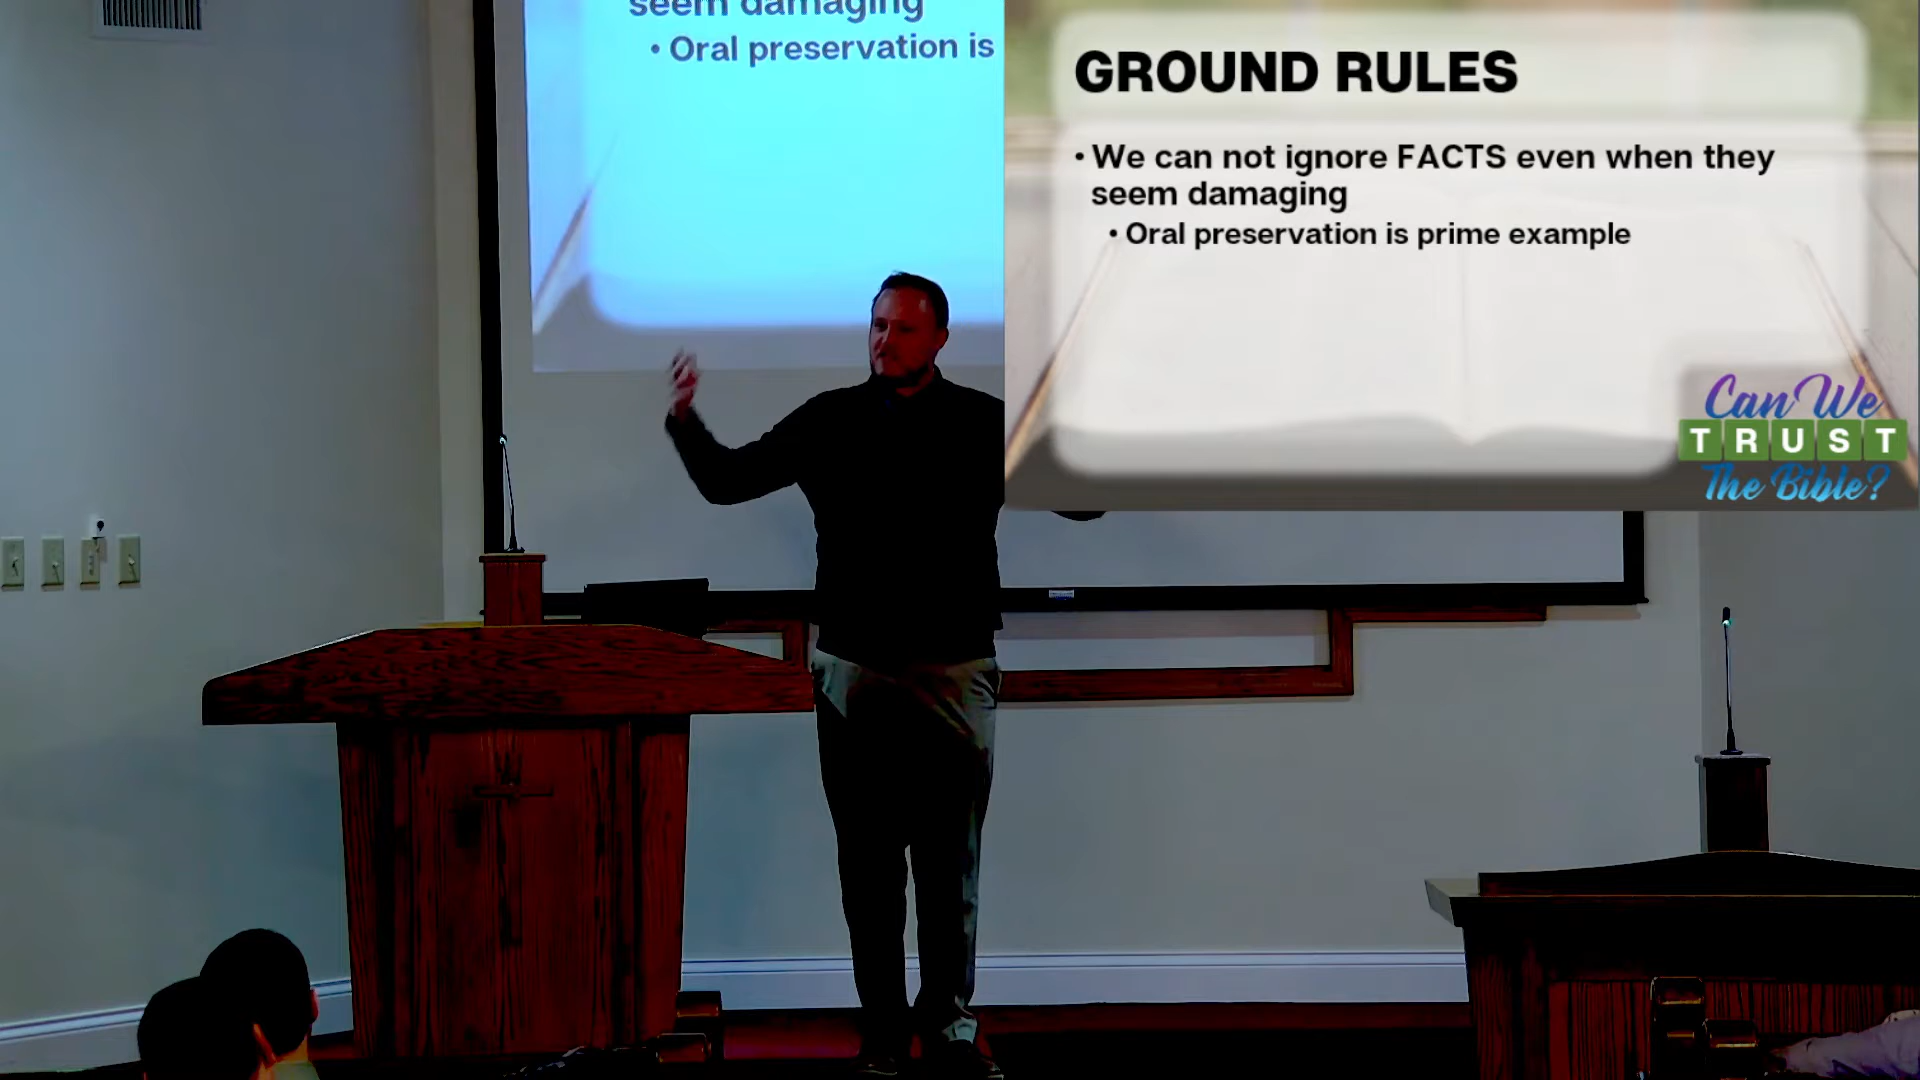 seem damaging
• Oral preservation is
GROUND RULES
• We can not ignore FACTS even when they
seem damaging
• Oral preservation is prime example
Can We
TRUST
The Bible?